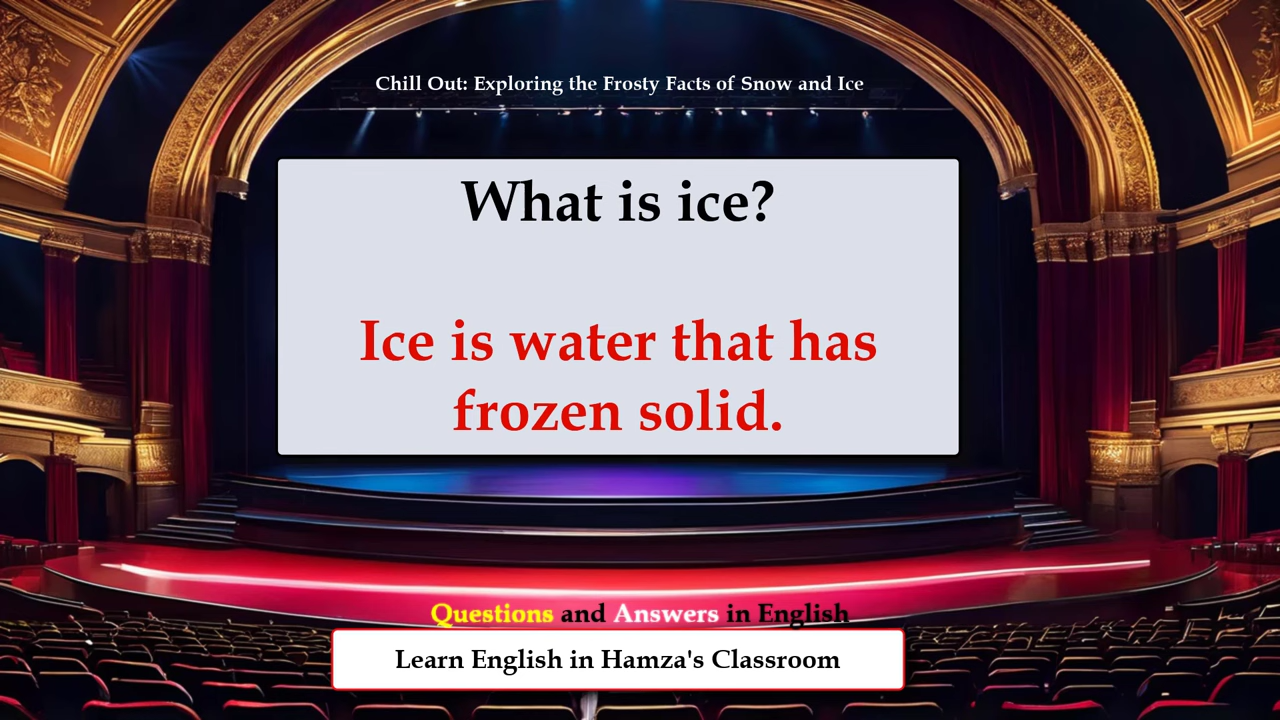 Chill Out: Exploring the Frosty Facts of Snow and Ice
What is ice?
Ice is water that has
frozen solid.
Questions and Answers in English
Learn English in Hamza's Classroom